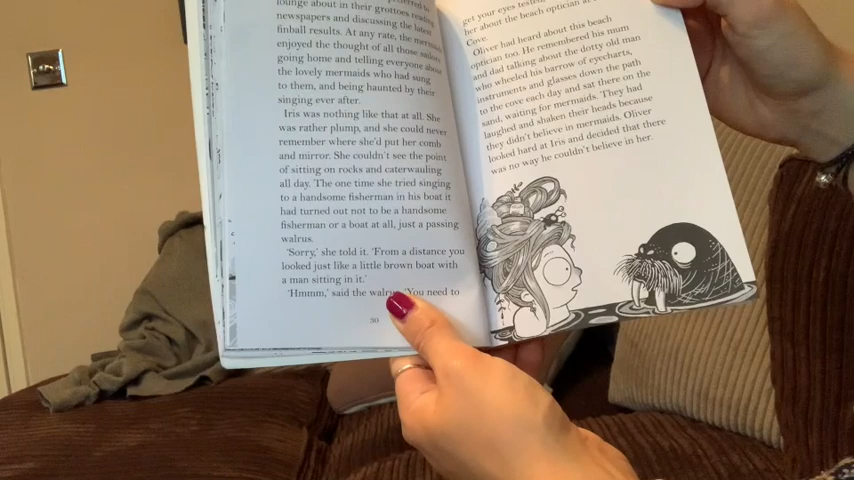 lounge about in their grottoes reading
newspapers and discussing the latest
finball results. At any rate, the mermaids
enjoyed the thought of all those sailors
going home and telling everyone about
the lovely mermaids who had sung
to them, and being haunted by their
singing ever after.
Iris was nothing like that at all. She
was rather plump, and she could never
remember where she'd put her comb
and mirror. She couldn't see the point
of sitting on rocks and caterwauling
all day. The one time she tried singing
to a handsome fisherman in his boat it
had turned out not to be a handsome
fisherman or a boat at all, just a passing
walrus.
'Sorry,' she told it. 'From a distance you
looked just like a little brown boat with
a man sitting in it.'
'Hmmm,' said the walrus. 'You need to
30
get your eyes tested,
her about the beach optician at
Cove.
Oliver had heard about this beach
optician too. He remembered his mum
and dad talking about the dotty old man
who wheeled his barrow of eyecharts,
instruments and glasses down the path
to the cove each day and sat there on the
sand, waiting for mermaids. They had
laughed and shaken their heads because
they didn't believe in mermaids. Oliver
looked hard at Iris and decided that there
was no way he couldn't believe in her.